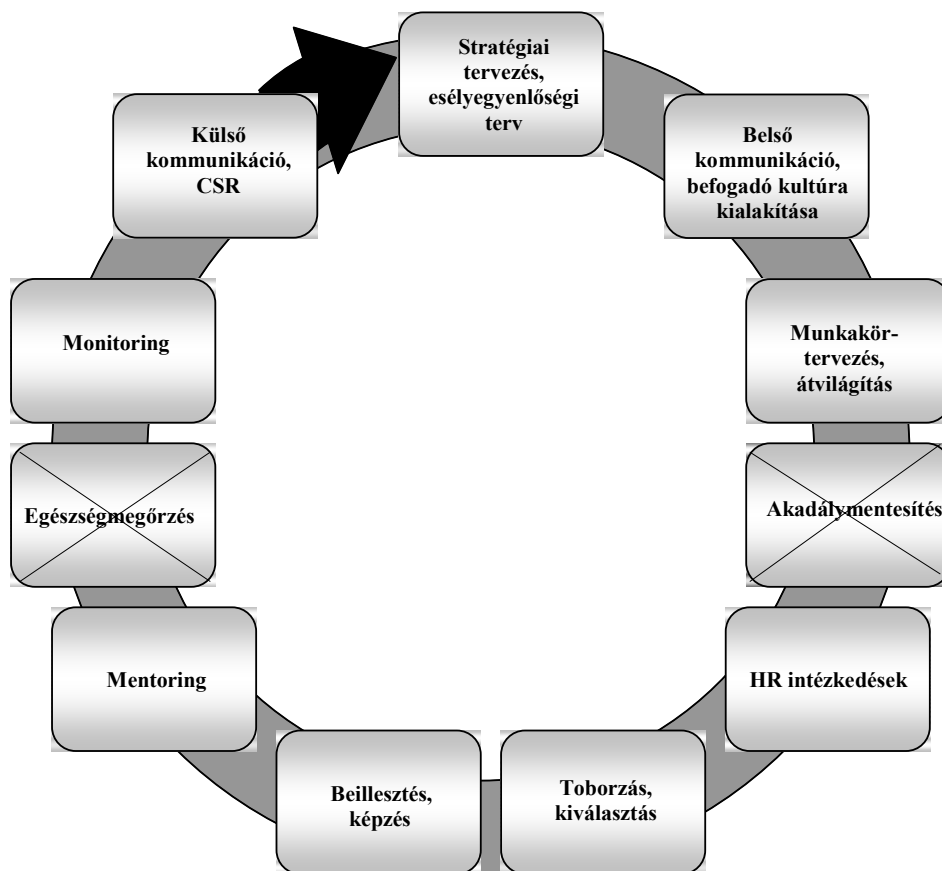 Stratégiai
tervezés,
esélyegyenlőségi
terv
Belső
kommunikáció,
befogadó kultúra
kialakítása
Munkakör-
tervezés,
átvilágítás
Akadálymentesítés
HR intézkedések
Toborzás,
kiválasztás
Beillesztés,
képzés
Mentoring
Egészségmegőrzés
Monitoring
Külső
kommunikáció,
CSR